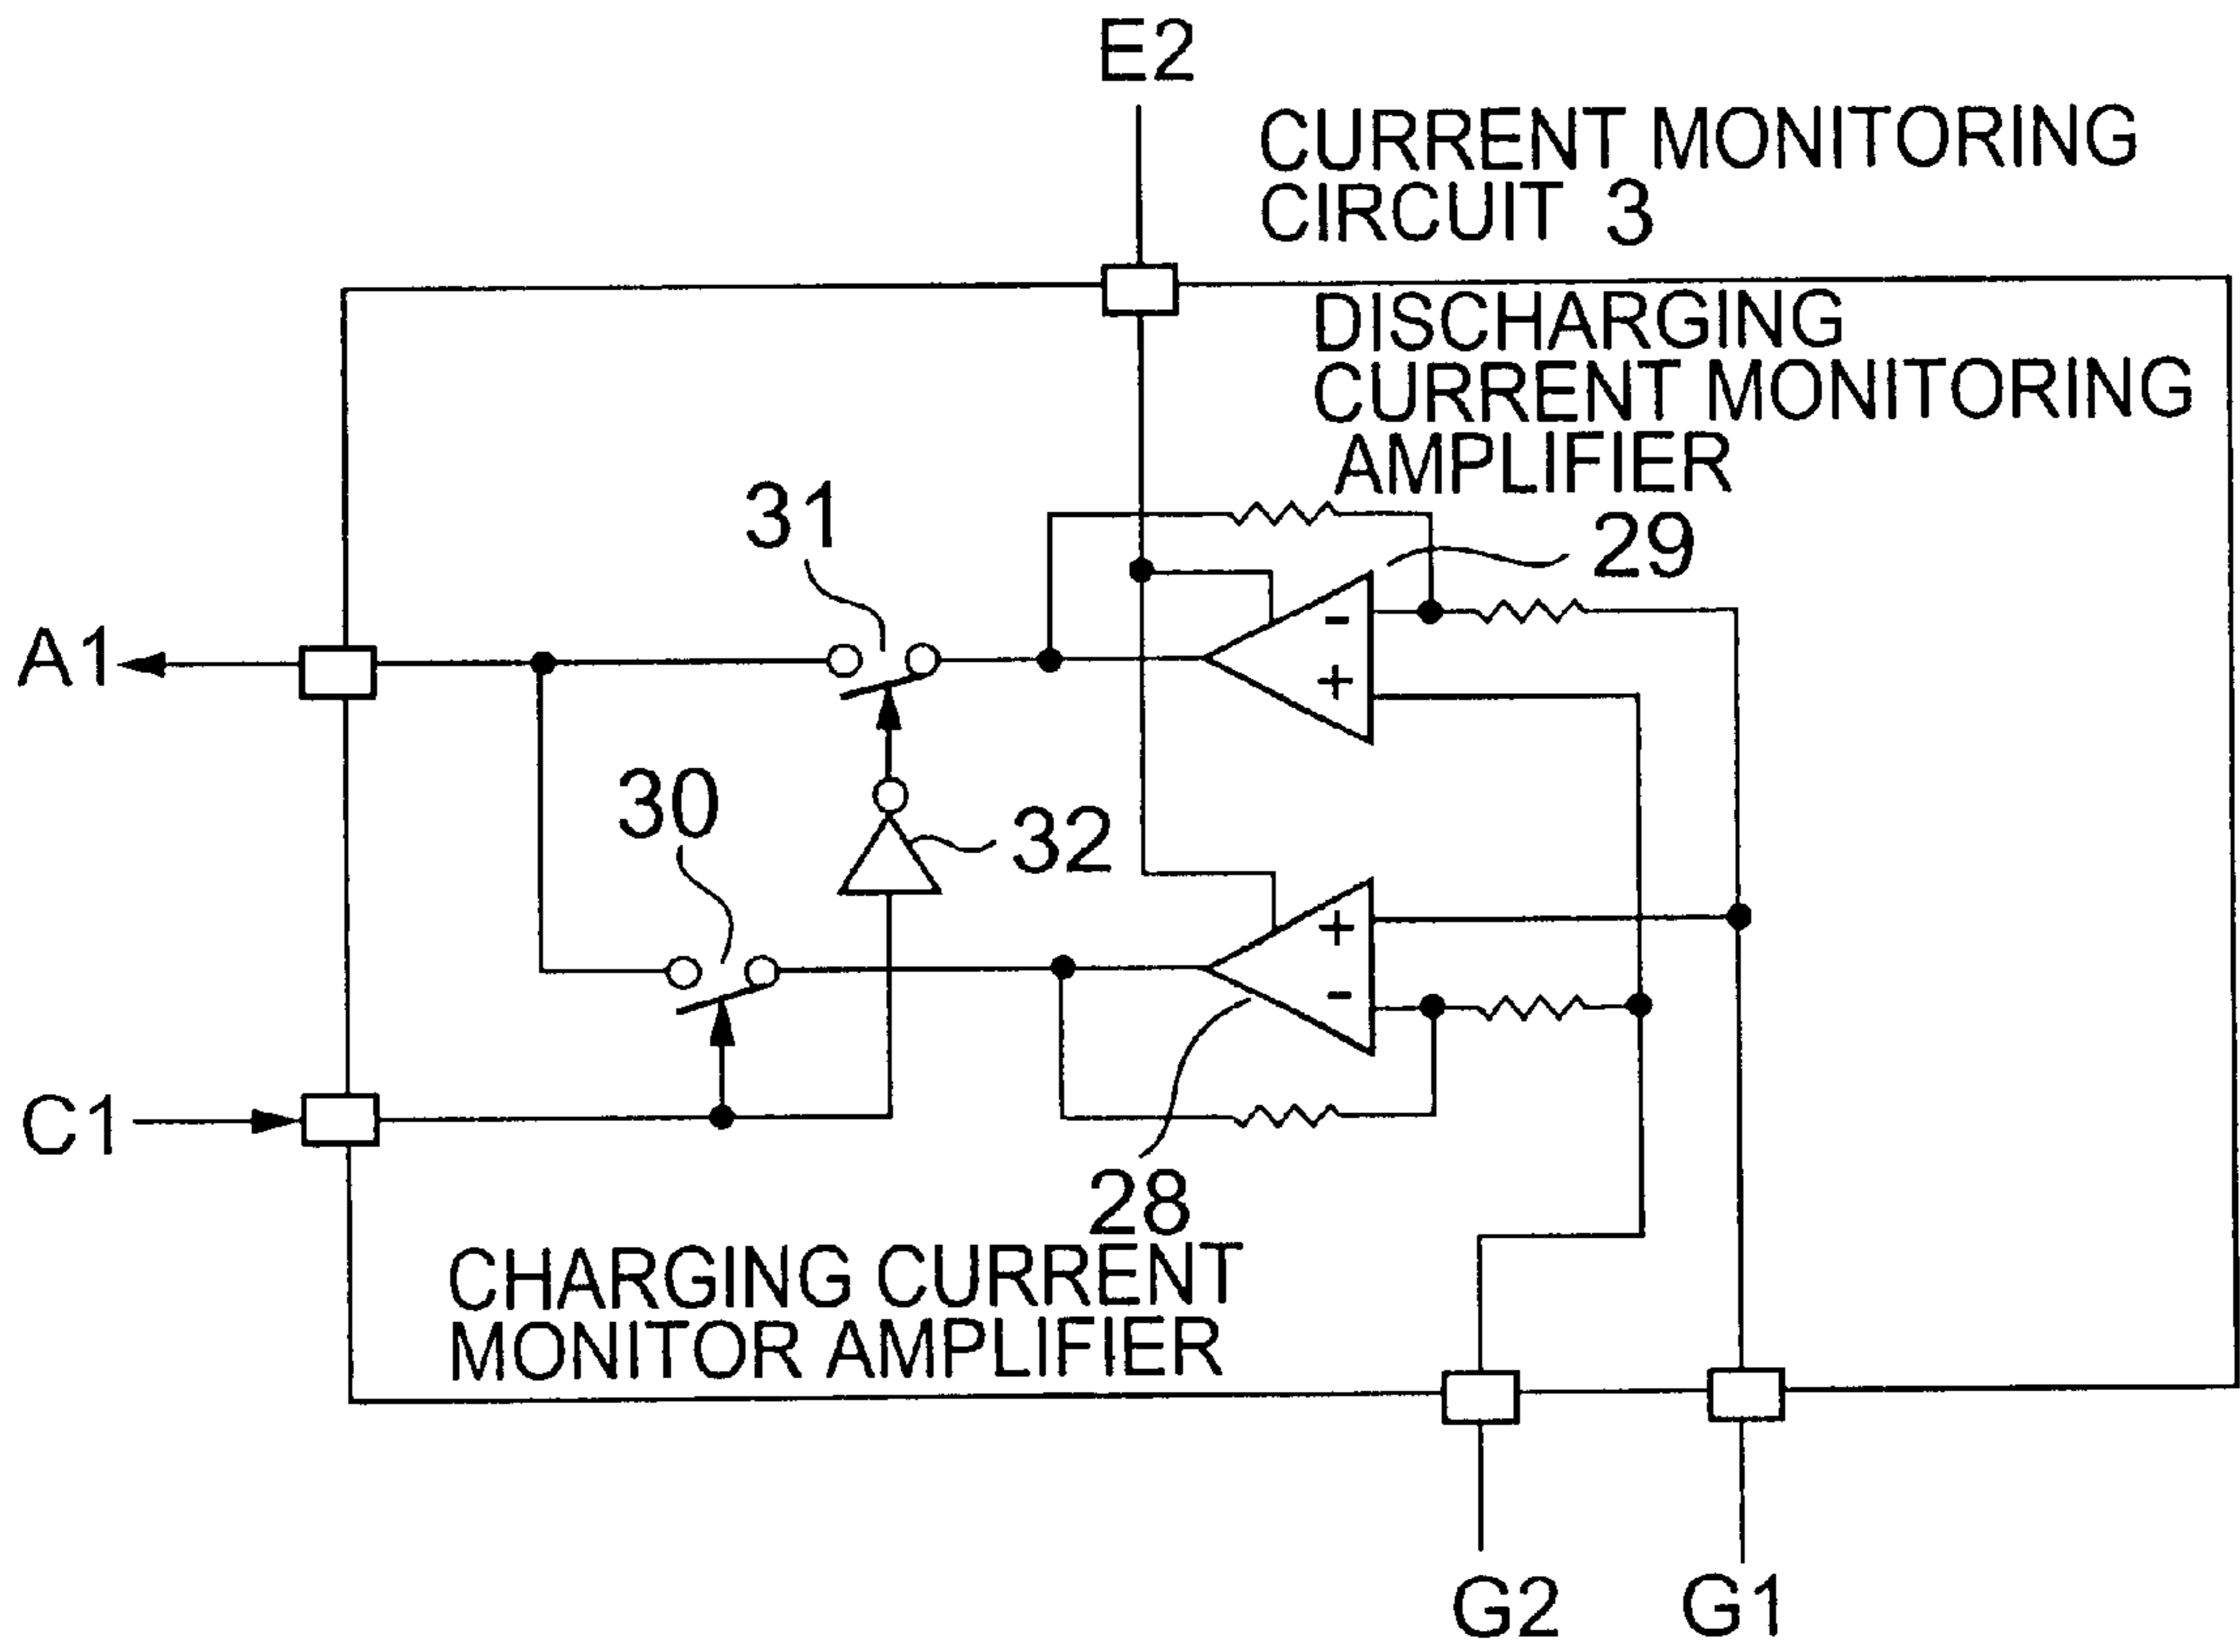 E2
CURRENT MONITORING
CIRCUIT 3
DISCHARGING
CURRENT MONITORING
AMPLIFIER
31
29
-
+
A1
30
32
+
-
C1
28
CHARGING CURRENT
MONITOR AMPLIFIER
G2
G1